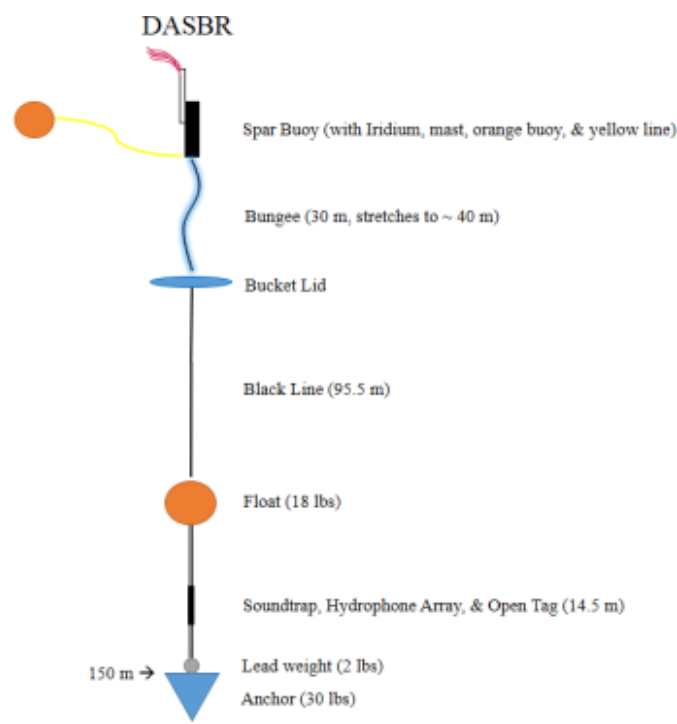 DASBR
Spar Buoy (with Iridium, mast, orange buoy, & yellow line)
Bungee (30 m, stretches to ~ 40 m)
Bucket Lid
Black Line (95.5 m)
Float (18 lbs)
Soundtrap, Hydrophone Array, & Open Tag (14.5 m)
Lead weight (2 lbs)
150 m →
Anchor (30 lbs)